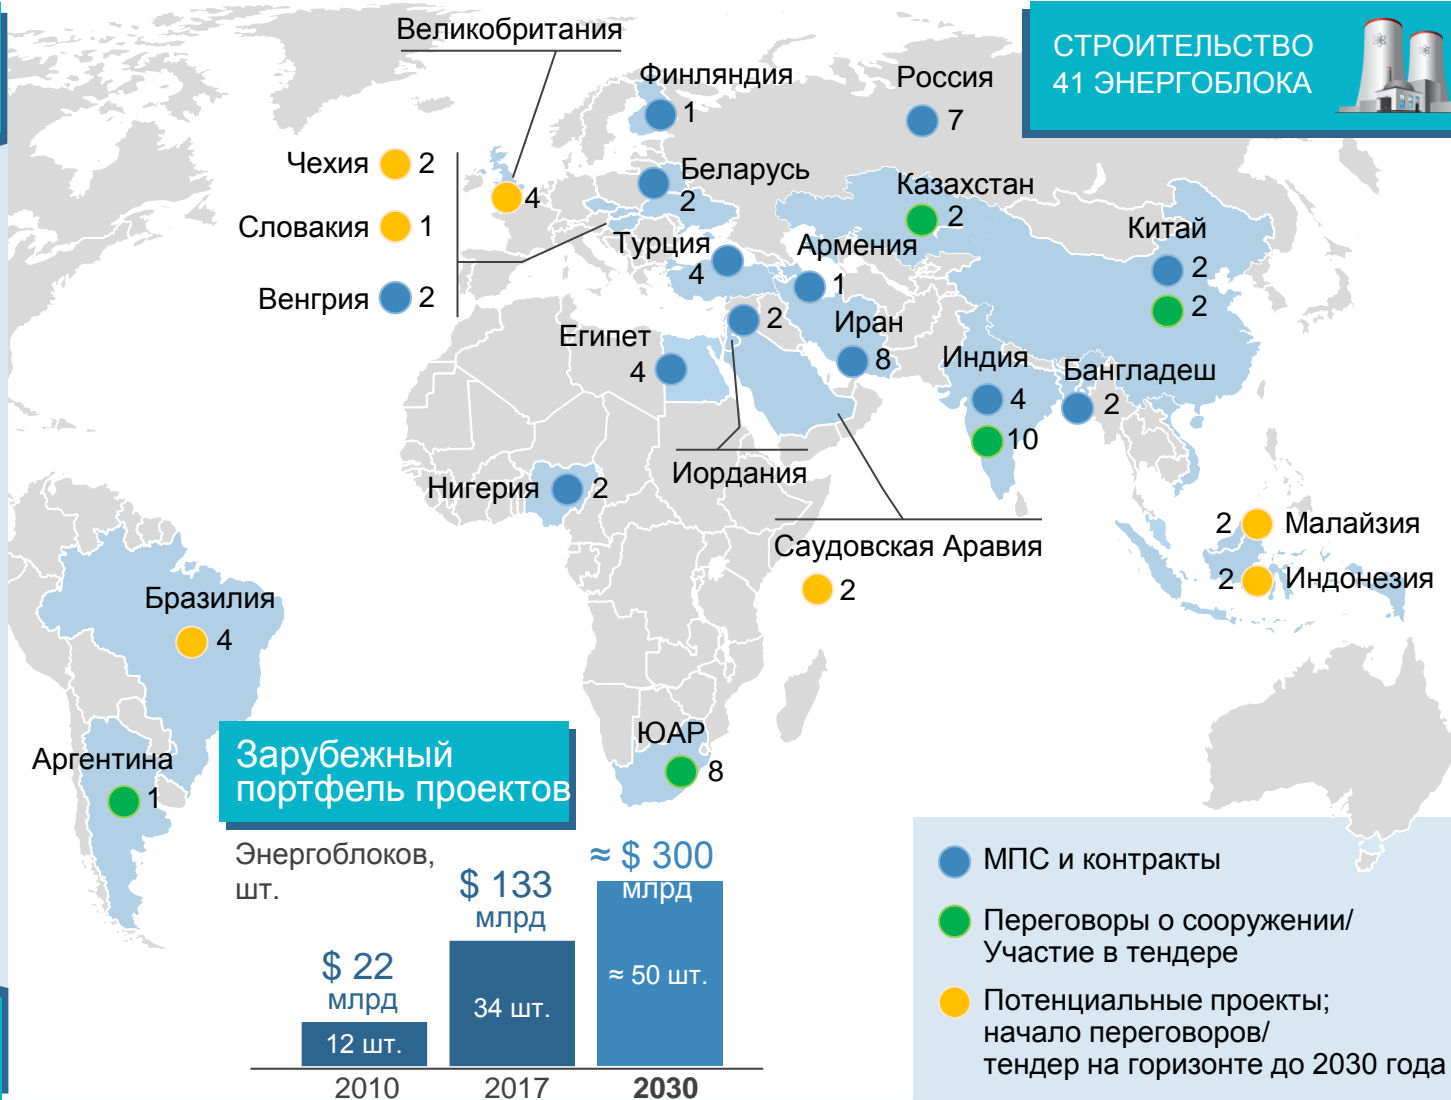 Великобритания
СТРОИТЕЛЬСТВО
41 ЭНЕРГОБЛОКА
Финляндия
1
Россия
7
Чехия 2
4
Беларусь
2
Казахстан
2
Словакия 1
Китай
2
2
Турция
4
Армения
1
Венгрия 2
2
Иран
8
Египет
4
Индия
4
10
Бангладеш
2
Иордания
Нигерия 2
Саудовская Аравия
2
2 Малайзия
2 Индонезия
Бразилия
4
Аргентина
1
ЮАР
8
Зарубежный
портфель проектов
Энергоблоков,
шт.
$ 22
млрд
12 шт.
2010
$ 133
млрд
34 шт.
2017
≈ $ 300
млрд
≈ 50 шт.
2030
МПС и контракты
Переговоры о сооружении/
Участие в тендере
Потенциальные проекты;
начало переговоров/
тендер на горизонте до 2030 года